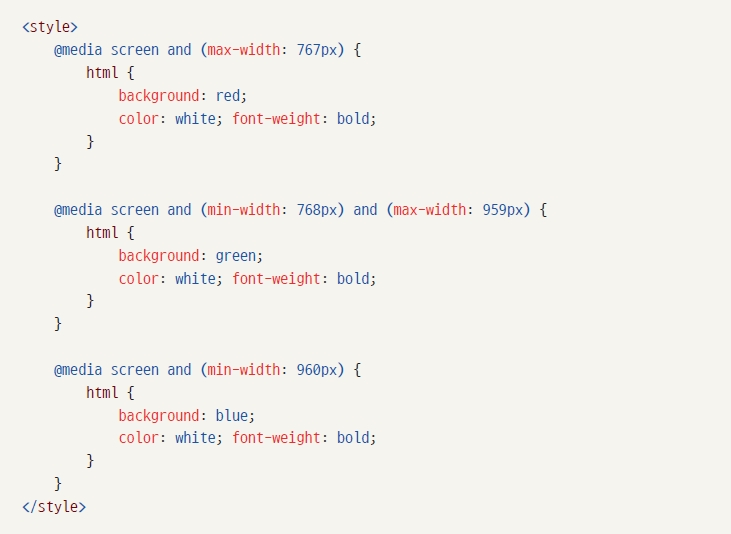 <style>
    @media screen and (max-width: 767px) {
        html {
            background: red;
            color: white; font-weight: bold;
        }
    }

    @media screen and (min-width: 768px) and (max-width: 959px) {
        html {
            background: green;
            color: white; font-weight: bold;
        }
    }

    @media screen and (min-width: 960px) {
        html {
            background: blue;
            color: white; font-weight: bold;
        }
    }
</style>